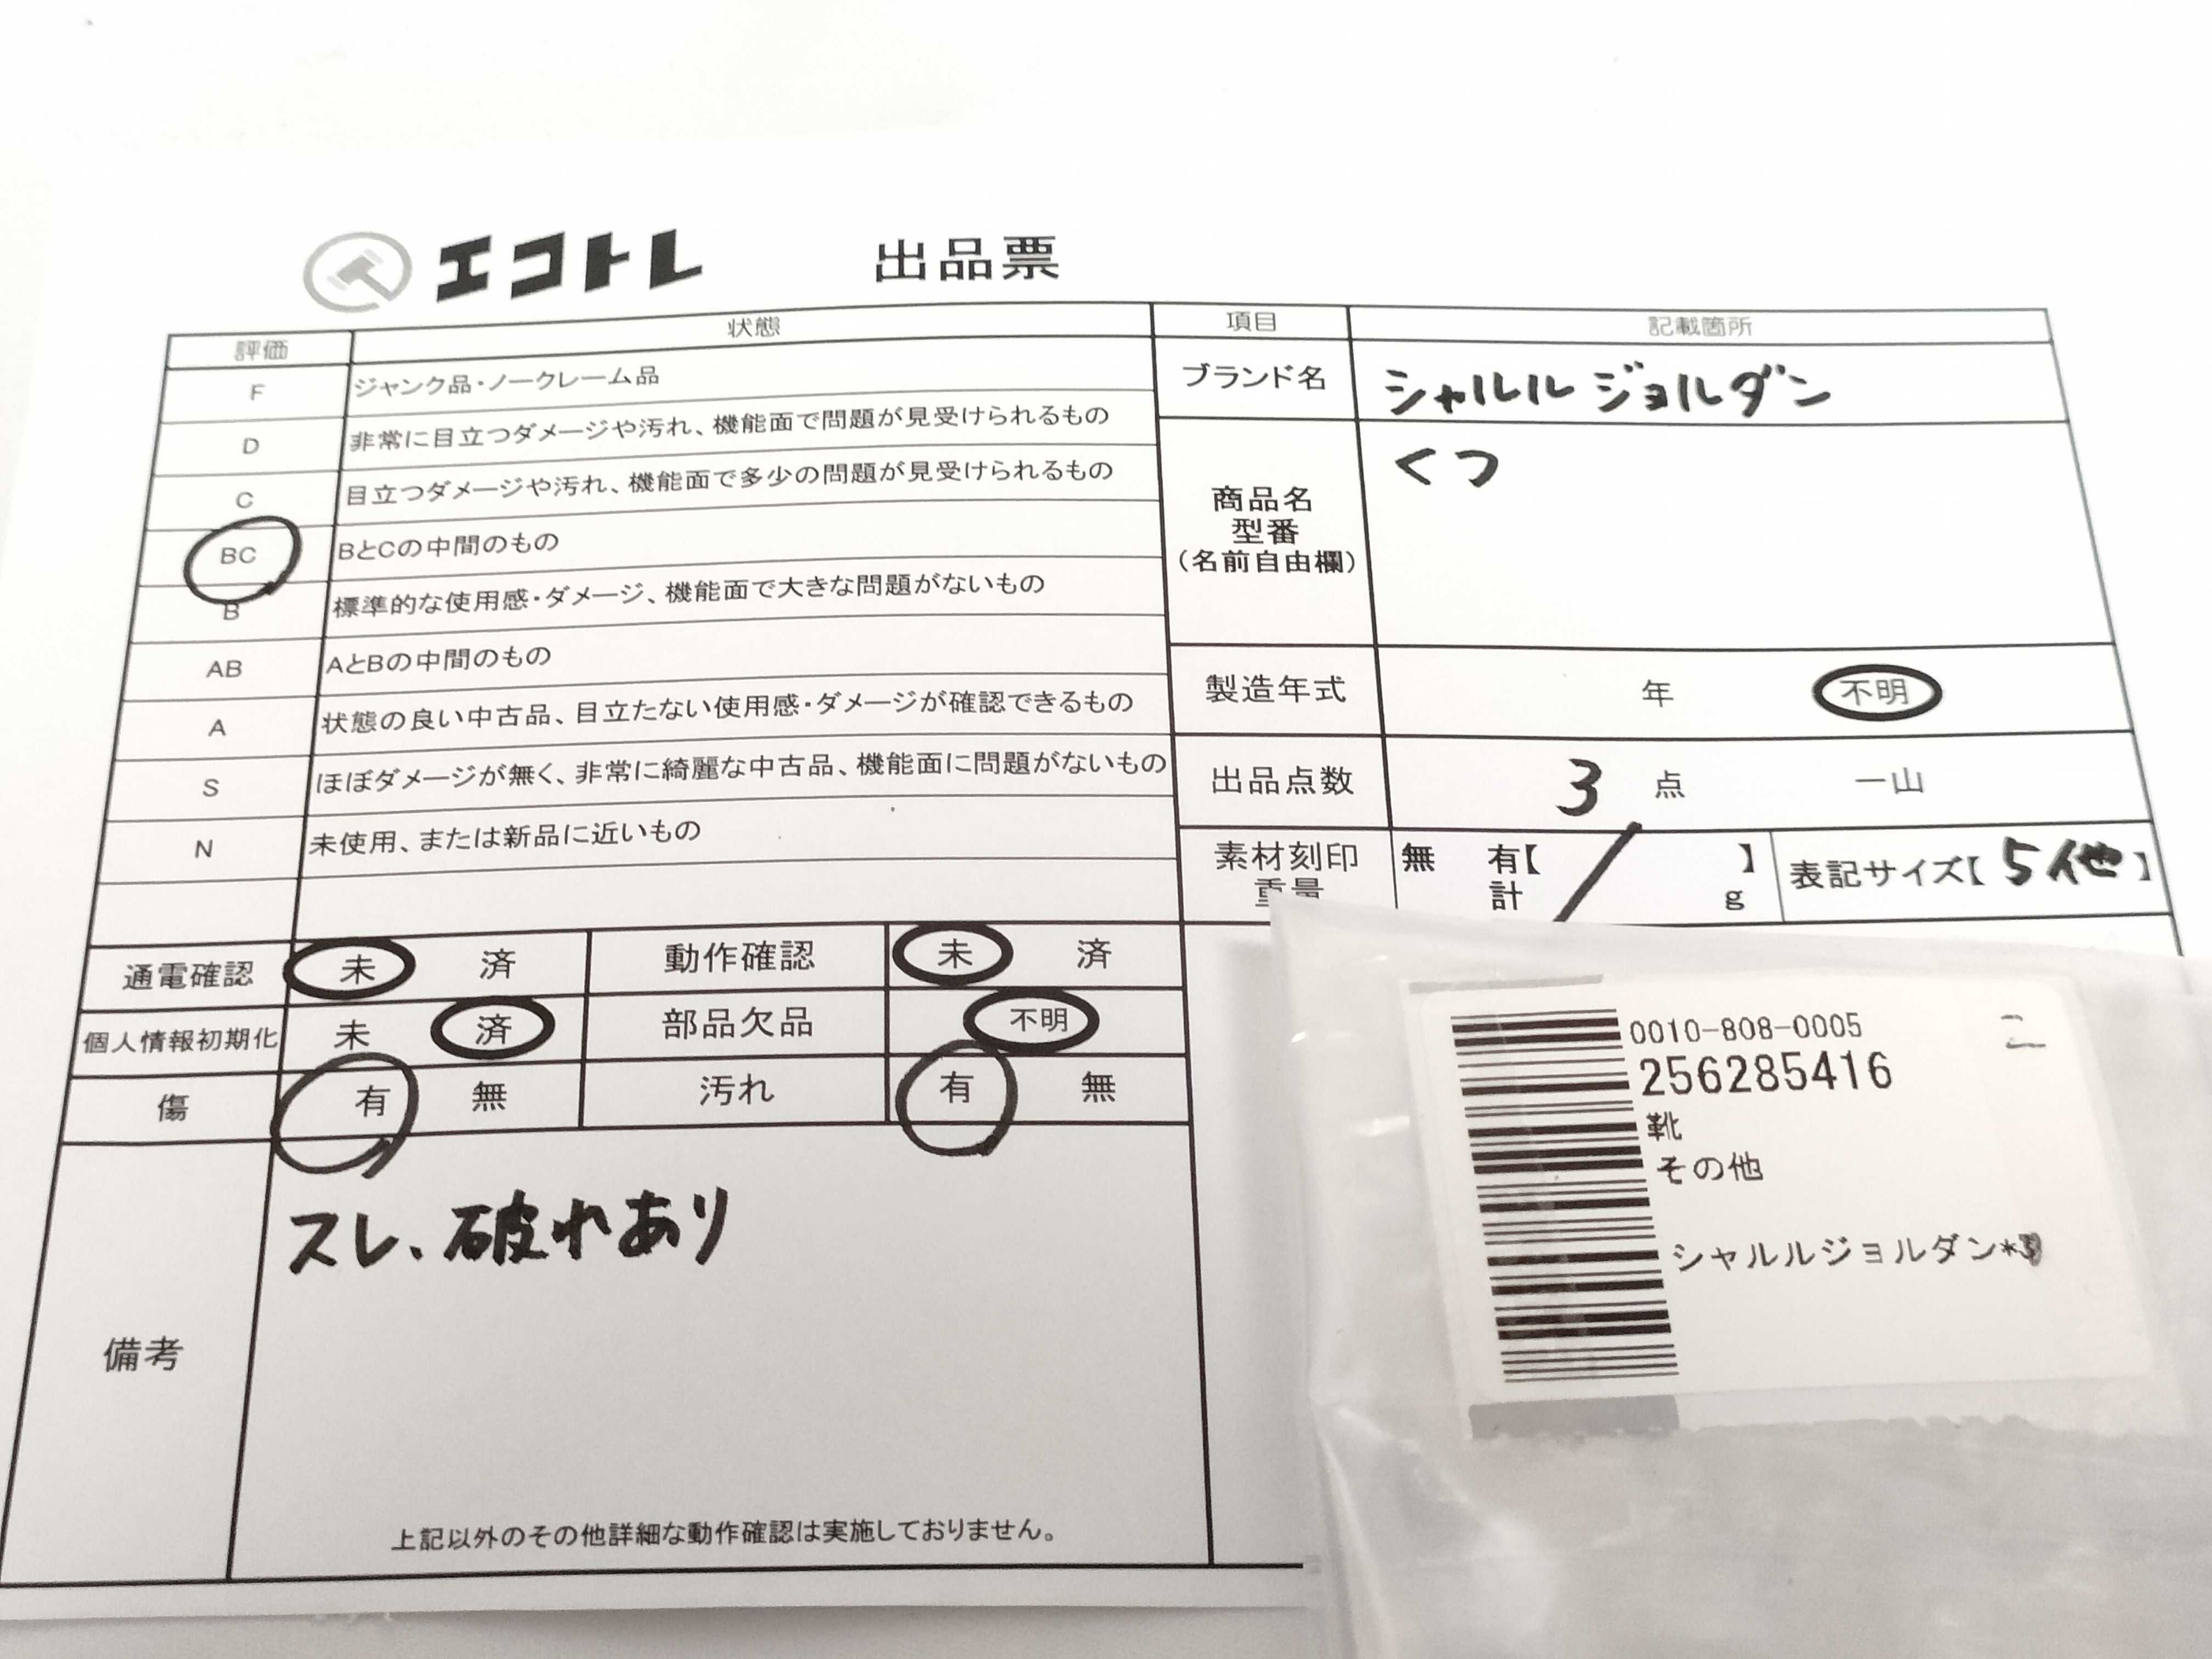 エコトレ 出品票
評価 状態
F ジャンク品・ノークレーム品
D 非常に目立つダメージや汚れ、機能面で問題が見受けられるもの
C 目立つダメージや汚れ、機能面で多少の問題が見受けられるもの
BC BとCの中間のもの
B 標準的な使用感・ダメージ、機能面で大きな問題がないもの
AB AとBの中間のもの
A 状態の良い中古品、目立たない使用感・ダメージが確認できるもの
S ほぼダメージが無く、非常に綺麗な中古品、機能面に問題がないもの
N 未使用、または新品に近いもの
項目 記載箇所
ブランド名 シャルルジョルダン
商品名
型番
(名前自由欄)
くつ
製造年式 年 不明
出品点数 3 点 一山
素材刻印 無 有【 】
重量 計 g
表記サイズ【5他】
通電確認 未 済 動作確認 未 済
個人情報初期化 未 済 部品欠品 不明
傷 有 無 汚れ 有 無
備考
スレ、破れあり
上記以外のその他詳細な動作確認は実施しておりません。
0010-808-0005
256285416
靴
その他
シャルルジョルダン*